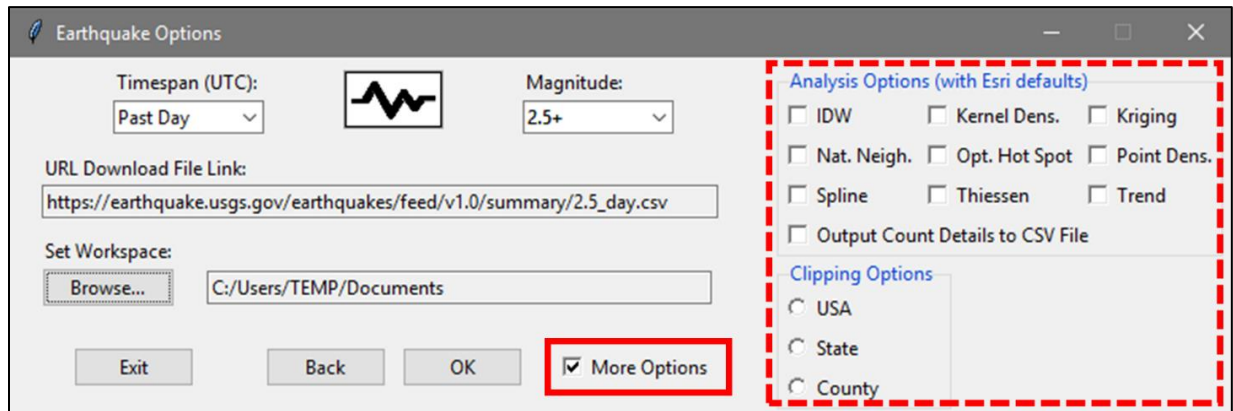 Earthquake Options
Timespan (UTC):
Magnitude:
Past Day
2.5+
URL Download File Link:
https://earthquake.usgs.gov/earthquakes/feed/v1.0/summary/2.5_day.csv
Set Workspace:
Browse...
C:/Users/TEMP/Documents
Exit
Back
OK
More Options
Analysis Options (with Esri defaults)
IDW Kernel Dens. Kriging
Nat. Neigh. Opt. Hot Spot Point Dens.
Spline Thiessen Trend
Output Count Details to CSV File
Clipping Options
USA
State
County